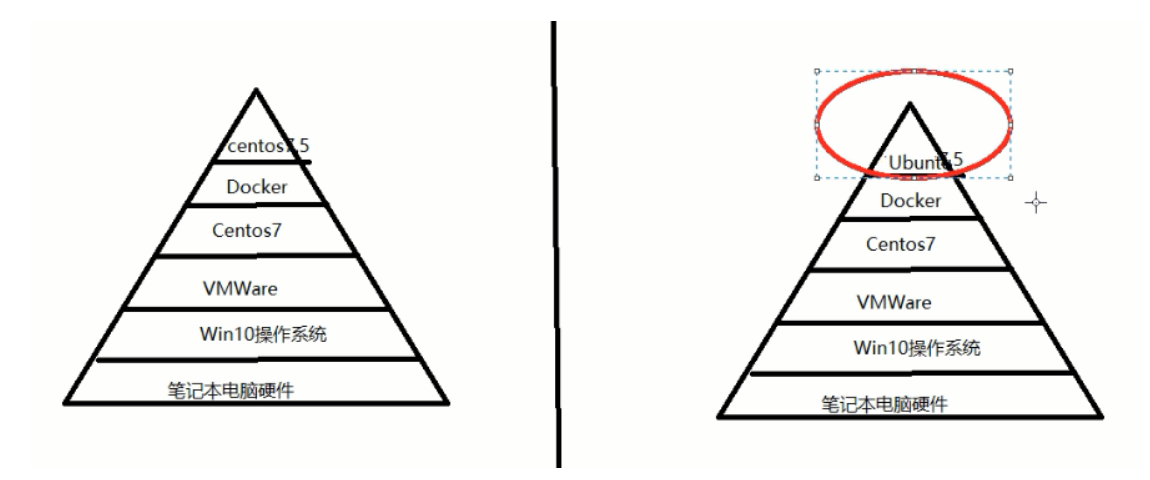 centos7.5
Docker
Centos7
VMWare
Win10操作系统
笔记本电脑硬件
Ubuntu7.5
Docker
Centos7
VMWare
Win10操作系统
笔记本电脑硬件